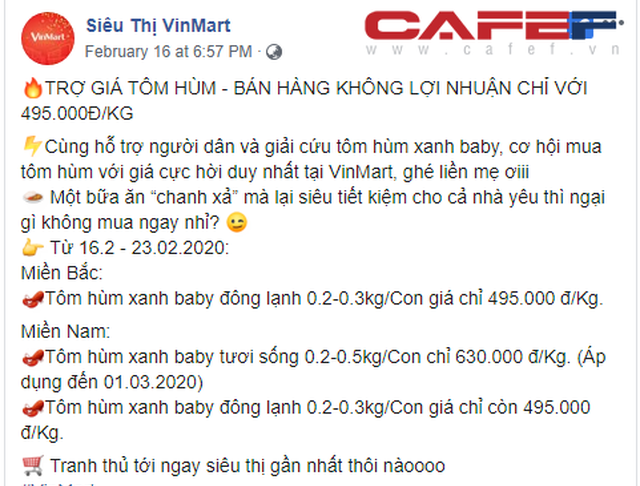 Siêu Thị VinMart
February 16 at 6:57 PM ·
VinMart
CAFEF
www.cafef.vn
🔥TRỢ GIÁ TÔM HÙM - BÁN HÀNG KHÔNG LỢI NHUẬN CHỈ VỚI
495.000Đ/KG
⚡Cùng hỗ trợ người dân và giải cứu tôm hùm xanh baby, cơ hội mua
tôm hùm với giá cực hời duy nhất tại VinMart, ghé liền mẹ ơiii
Một bữa ăn “chanh xả” mà lại siêu tiết kiệm cho cả nhà yêu thì ngại
gì không mua ngay nhỉ? 😉
👉 Từ 16.2 - 23.02.2020:
Miền Bắc:
🦐Tôm hùm xanh baby đông lạnh 0.2-0.3kg/Con giá chỉ 495.000 đ/Kg.
Miền Nam:
🦐Tôm hùm xanh baby tươi sống 0.2-0.5kg/Con chỉ 630.000 đ/Kg. (Áp
dụng đến 01.03.2020)
🦐Tôm hùm xanh baby đông lạnh 0.2-0.3kg/Con giá chỉ còn 495.000
đ/Kg.
🛒 Tranh thủ tới ngay siêu thị gần nhất thôi nàoooo